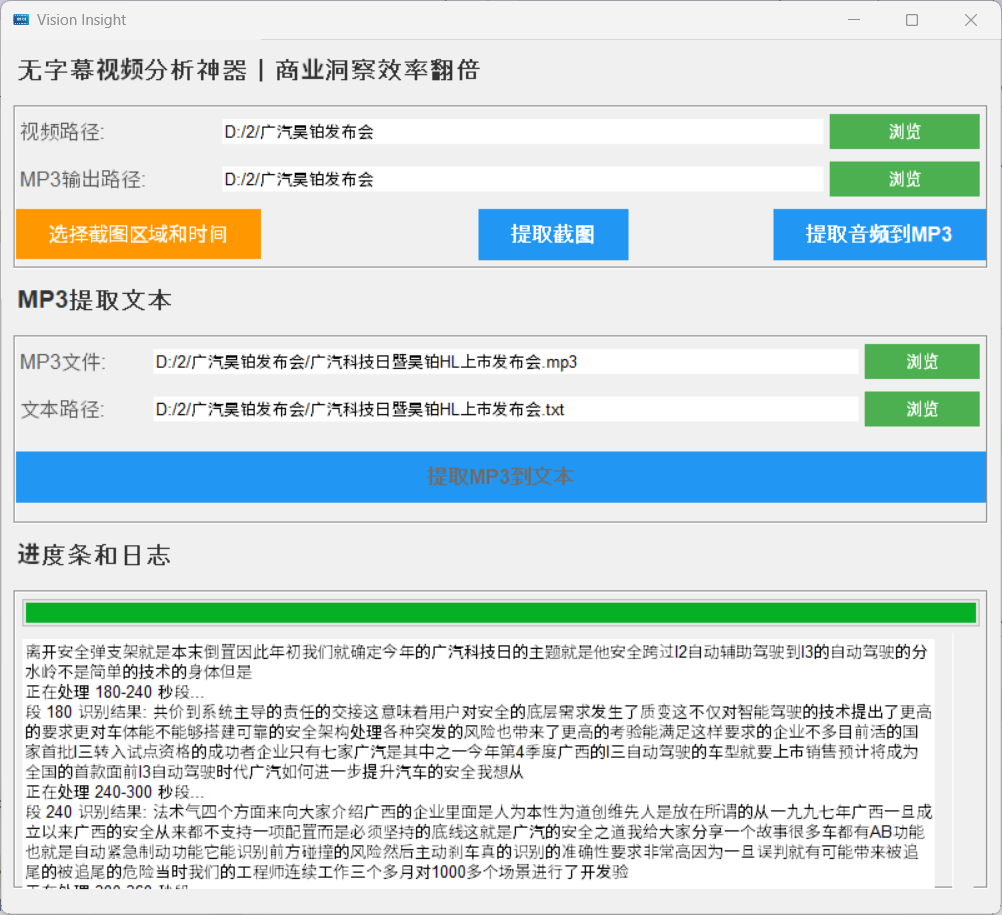 Vision Insight
无字幕视频分析神器 | 商业洞察效率翻倍
视频路径: D:/2/广汽昊铂发布会 浏览
MP3输出路径: D:/2/广汽昊铂发布会 浏览
选择截图区域和时间 提取截图 提取音频到MP3
MP3提取文本
MP3文件: D:/2/广汽昊铂发布会/广汽科技日暨昊铂HL上市发布会.mp3 浏览
文本路径: D:/2/广汽昊铂发布会/广汽科技日暨昊铂HL上市发布会.txt 浏览
提取MP3到文本
进度条和日志
离开安全弹支架就是本末倒置因此年初我们就确定今年的广汽科技日的主题就是他安全跨过l2自动辅助驾驶到l3的自动驾驶的分
水岭不是简单的技术的身体但是
正在处理 180-240 秒段...
段 180 识别结果: 共价到系统主导的责任的交接这意味着用户对安全的底层需求发生了质变这不仅对智能驾驶的技术提出了更高
的要求更对车体能不能够搭建可靠的安全架构处理各种突发的风险也带来了更高的考验能满足这样要求的企业不多目前活的国
家首批l三转入试点资格的成功者企业只有七家广汽是其中之一今年第4季度广西的l三自动驾驶的车型就要上市销售预计将成为
全国的首款面前l3自动驾驶时代广汽如何进一步提升汽车的安全我想从
正在处理 240-300 秒段...
段 240 识别结果: 法术气四个方面来向大家介绍广西的企业里面是人为本性为道创维先人是放在所谓的从一九九七年广西一旦成
立以来广西的安全从来都不支持一项配置而是必须坚持的底线这就是广汽的安全之道我给大家分享一个故事很多车都有AB功能
也就是自动紧急制动功能它能识别前方碰撞的风险然后主动刹车真的识别的准确性要求非常高因为一旦误判就有可能带来被追
尾的被追尾的危险当时我们的工程师连续工作三个多月对1000多个场景进行了开发验